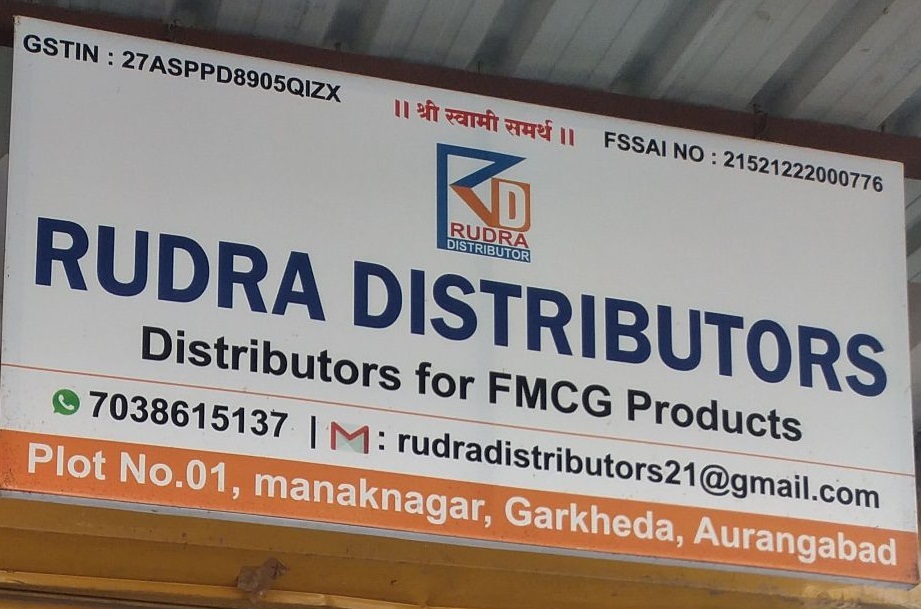 GSTIN : 27ASPPD8905QIZX
|| श्री स्वामी समर्थ ||
FSSAI NO : 21521222000776
RD
RUDRA
DISTRIBUTOR
RUDRA DISTRIBUTORS
Distributors for FMCG Products
7038615137 | : rudradistributors21@gmail.com
Plot No.01, manaknagar, Garkheda, Aurangabad